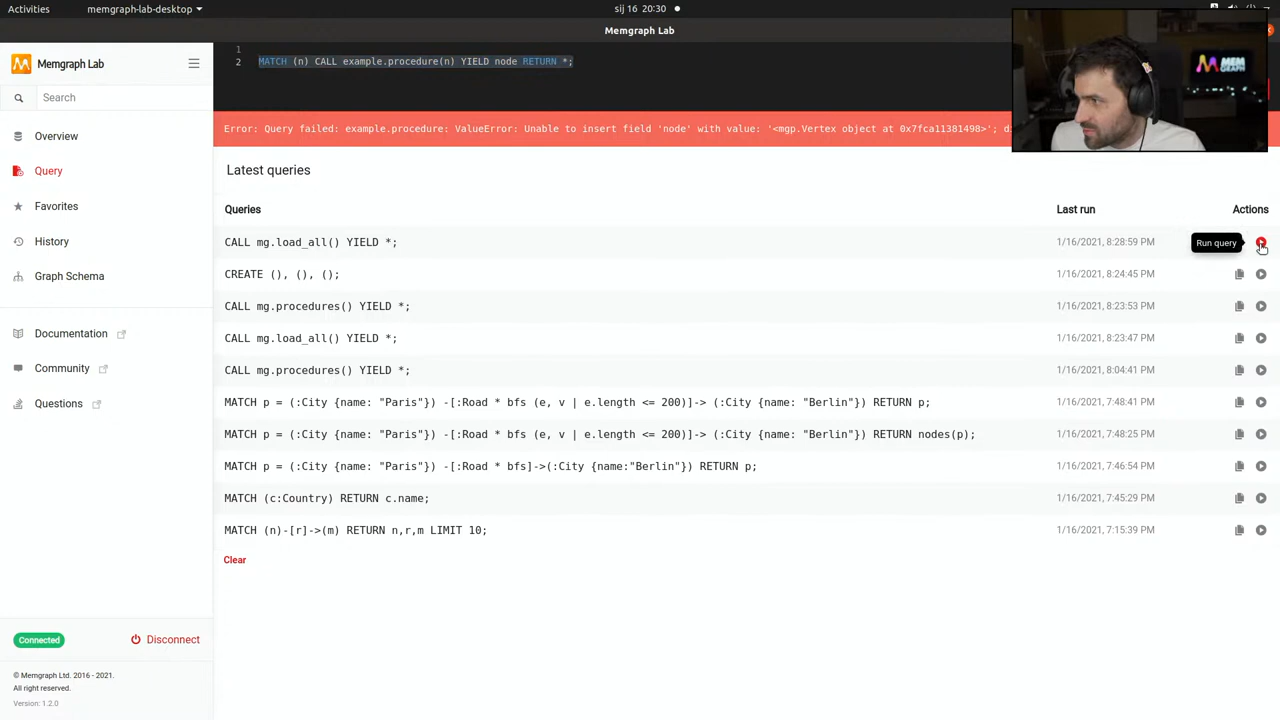 Activities
memgraph-lab-desktop
sij 16 20:30
Memgraph Lab
Memgraph Lab
Search
Overview
Query
Favorites
History
Graph Schema
Documentation
Community
Questions
Connected
Disconnect
© Memgraph Ltd. 2016 - 2021.
All right reserved.
Version: 1.2.0
1
2 MATCH (n) CALL example.procedure(n) YIELD node RETURN *;
Error: Query failed: example.procedure: ValueError: Unable to insert field 'node' with value: '<mgp.Vertex object at 0x7fca11381498>'; di
Latest queries
Queries Last run Actions
CALL mg.load_all() YIELD *; 1/16/2021, 8:28:59 PM Run query
CREATE (), (), (); 1/16/2021, 8:24:45 PM
CALL mg.procedures() YIELD *; 1/16/2021, 8:23:53 PM
CALL mg.load_all() YIELD *; 1/16/2021, 8:23:47 PM
CALL mg.procedures() YIELD *; 1/16/2021, 8:04:41 PM
MATCH p = (:City {name: "Paris"}) -[:Road * bfs (e, v | e.length <= 200)]-> (:City {name: "Berlin"}) RETURN p; 1/16/2021, 7:48:41 PM
MATCH p = (:City {name: "Paris"}) -[:Road * bfs (e, v | e.length <= 200)]-> (:City {name: "Berlin"}) RETURN nodes(p); 1/16/2021, 7:48:25 PM
MATCH p = (:City {name: "Paris"}) -[:Road * bfs]->(:City {name:"Berlin"}) RETURN p; 1/16/2021, 7:46:54 PM
MATCH (c:Country) RETURN c.name; 1/16/2021, 7:45:29 PM
MATCH (n)-[r]->(m) RETURN n,r,m LIMIT 10; 1/16/2021, 7:15:39 PM
Clear
MEM
GRAPH